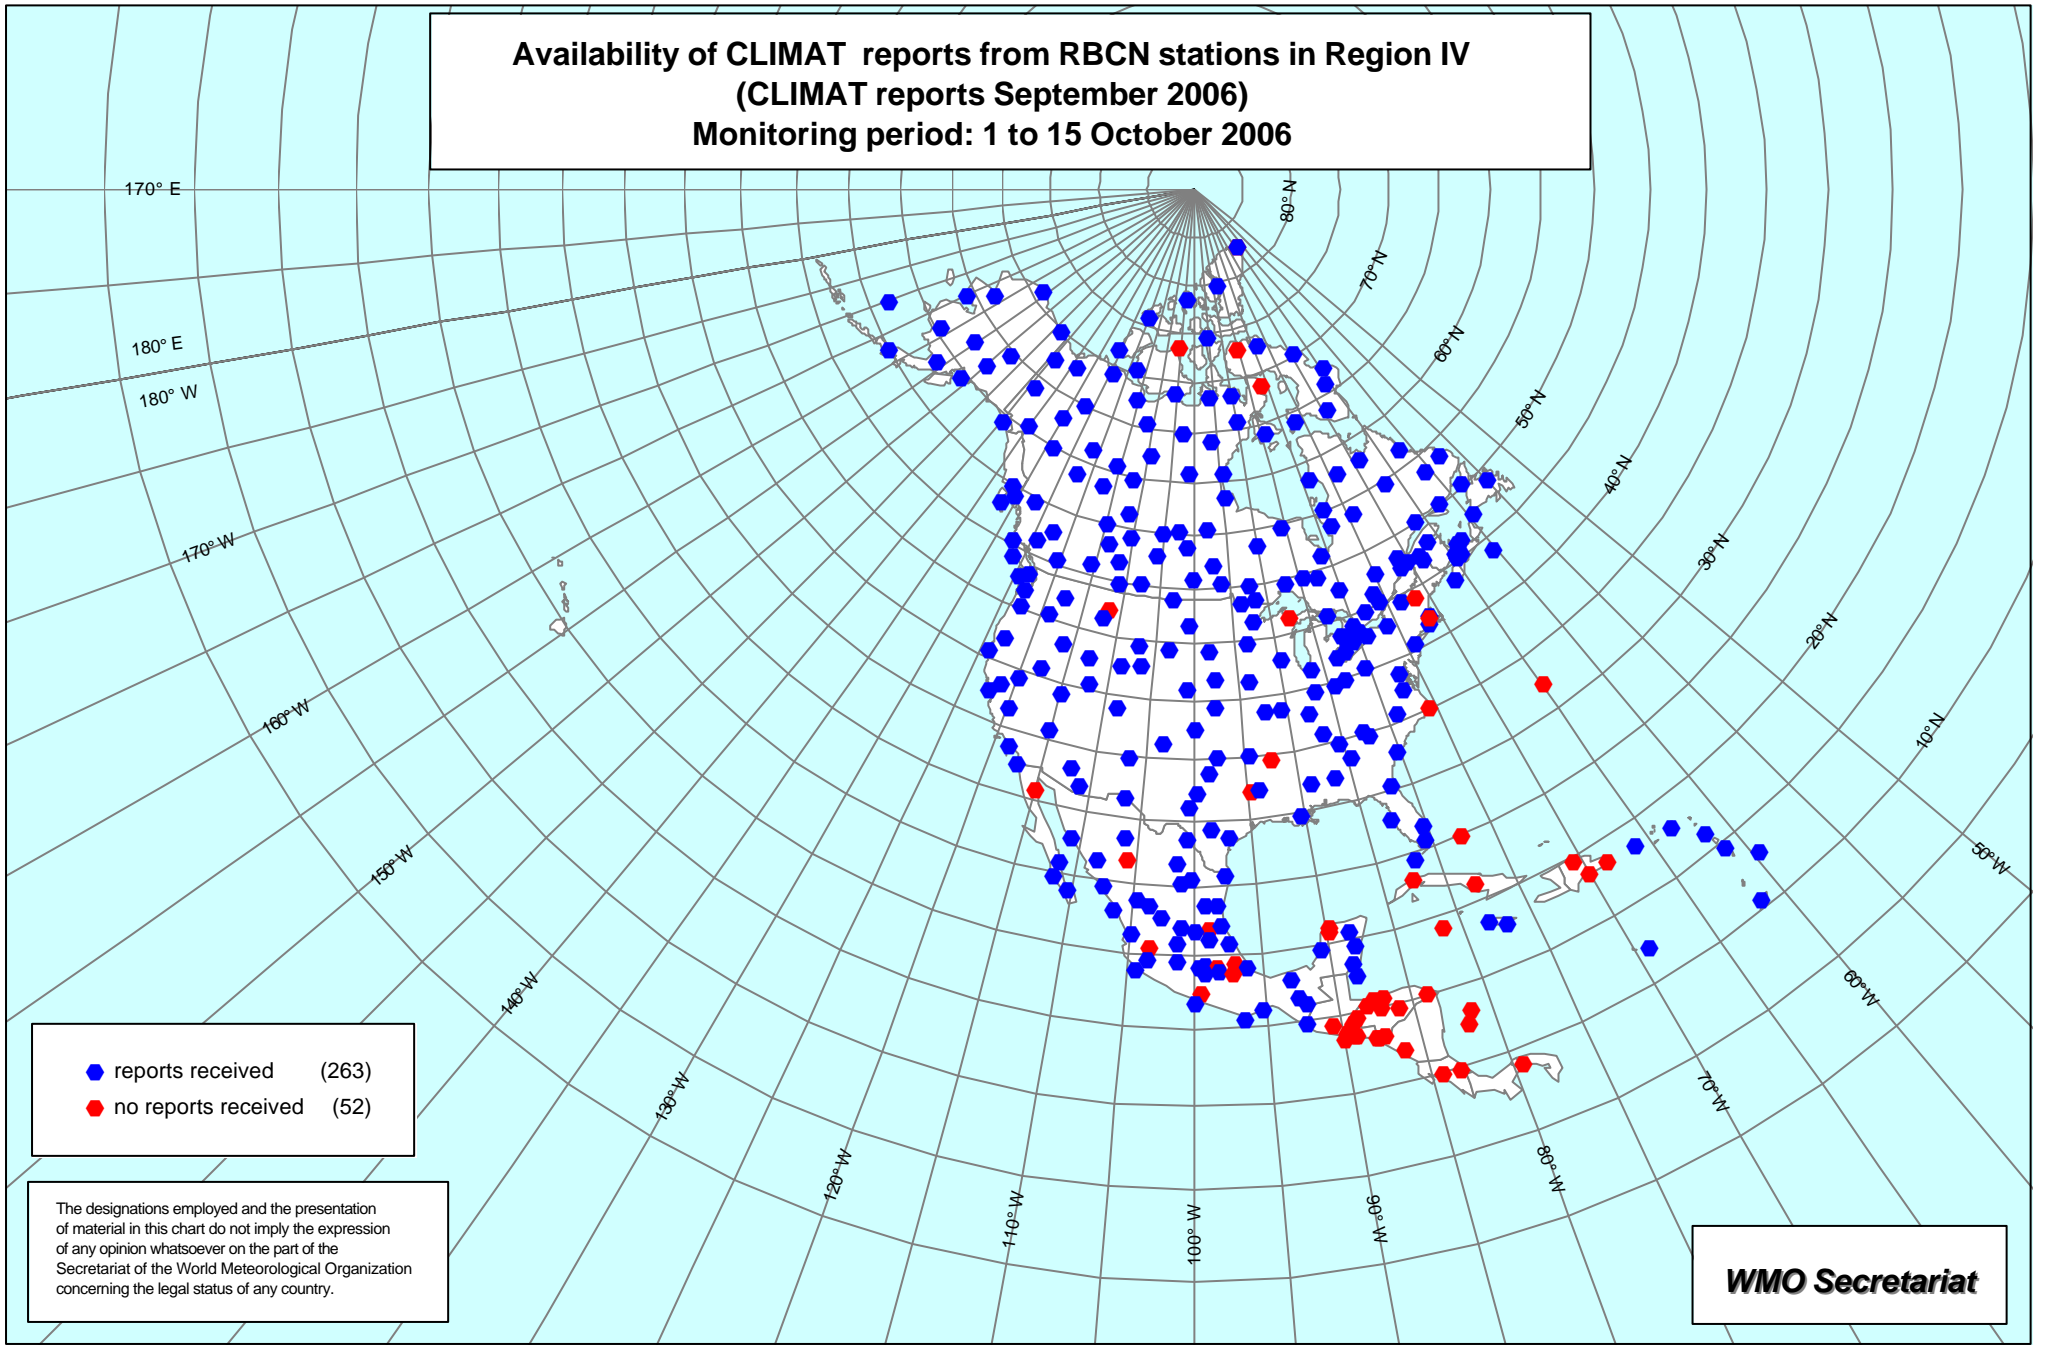 Availability of CLIMAT reports from RBCN stations in Region IV
(CLIMAT reports September 2006)
Monitoring period: 1 to 15 October 2006
170° E
180° E
180° W
170° W
160° W
150° W
140° W
130° W
120° W
110° W
100° W
90° W
80° W
70° W
60° W
50° W
80° N
70° N
60° N
50° N
40° N
30° N
20° N
10° N
reports received (263)
no reports received (52)
The designations employed and the presentation
of material in this chart do not imply the expression
of any opinion whatsoever on the part of the
Secretariat of the World Meteorological Organization
concerning the legal status of any country.
WMO Secretariat